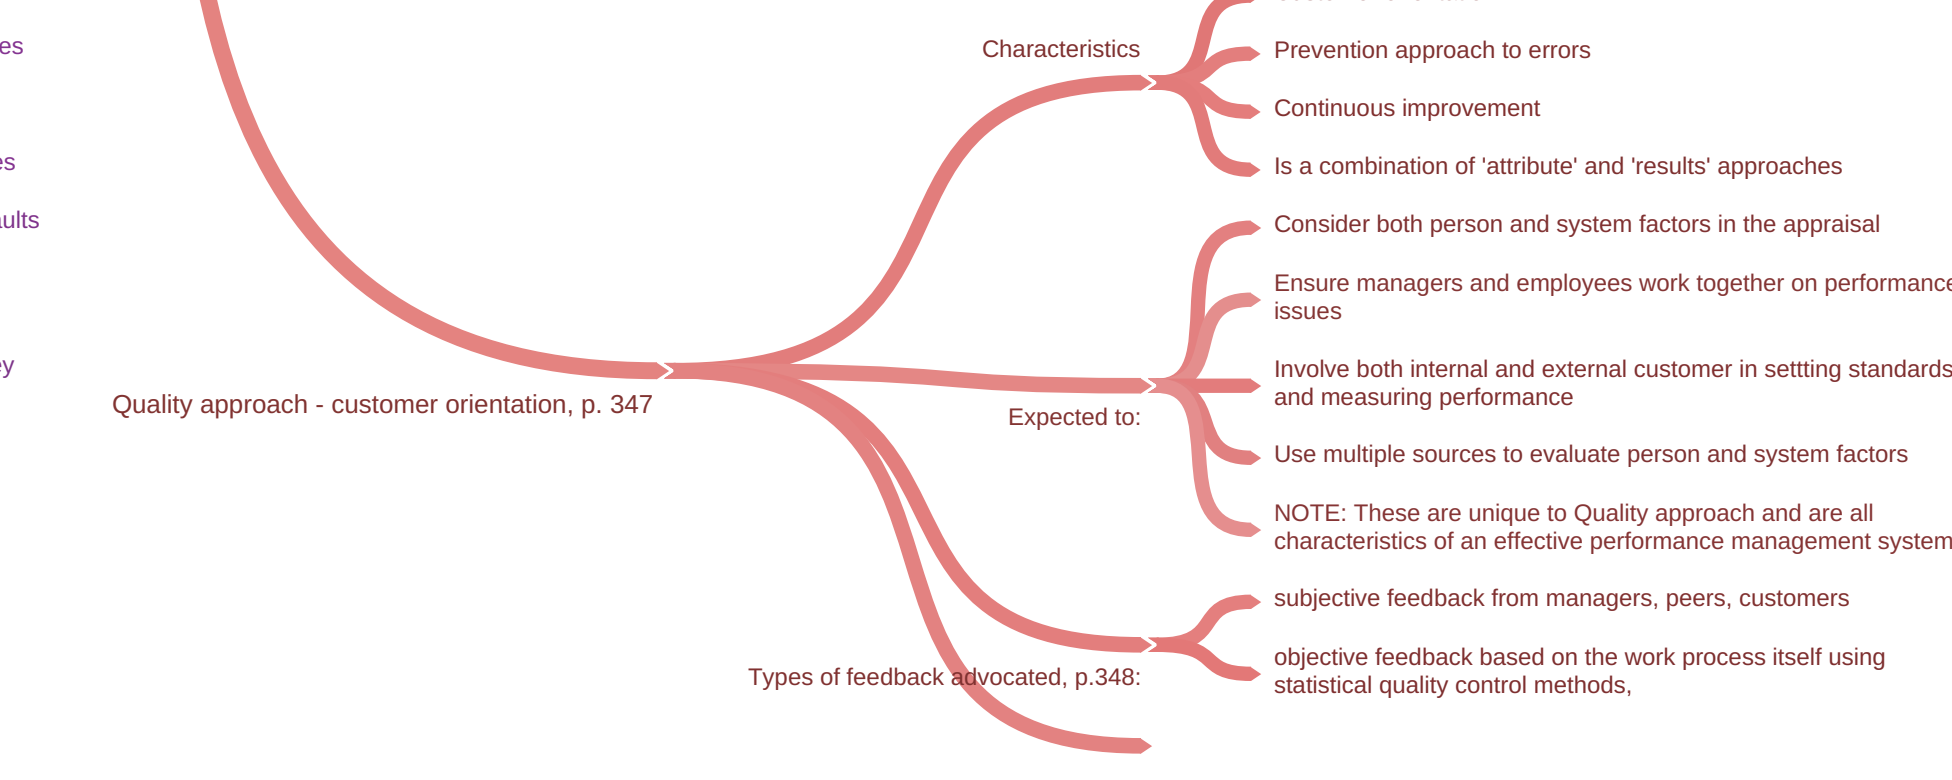 es
es
aults
ey
Quality approach - customer orientation, p. 347
Characteristics
Prevention approach to errors
Continuous improvement
Is a combination of 'attribute' and 'results' approaches
Expected to:
Consider both person and system factors in the appraisal
Ensure managers and employees work together on performance
issues
Involve both internal and external customer in settting standards
and measuring performance
Use multiple sources to evaluate person and system factors
NOTE: These are unique to Quality approach and are all
characteristics of an effective performance management system
Types of feedback advocated, p.348:
subjective feedback from managers, peers, customers
objective feedback based on the work process itself using
statistical quality control methods,